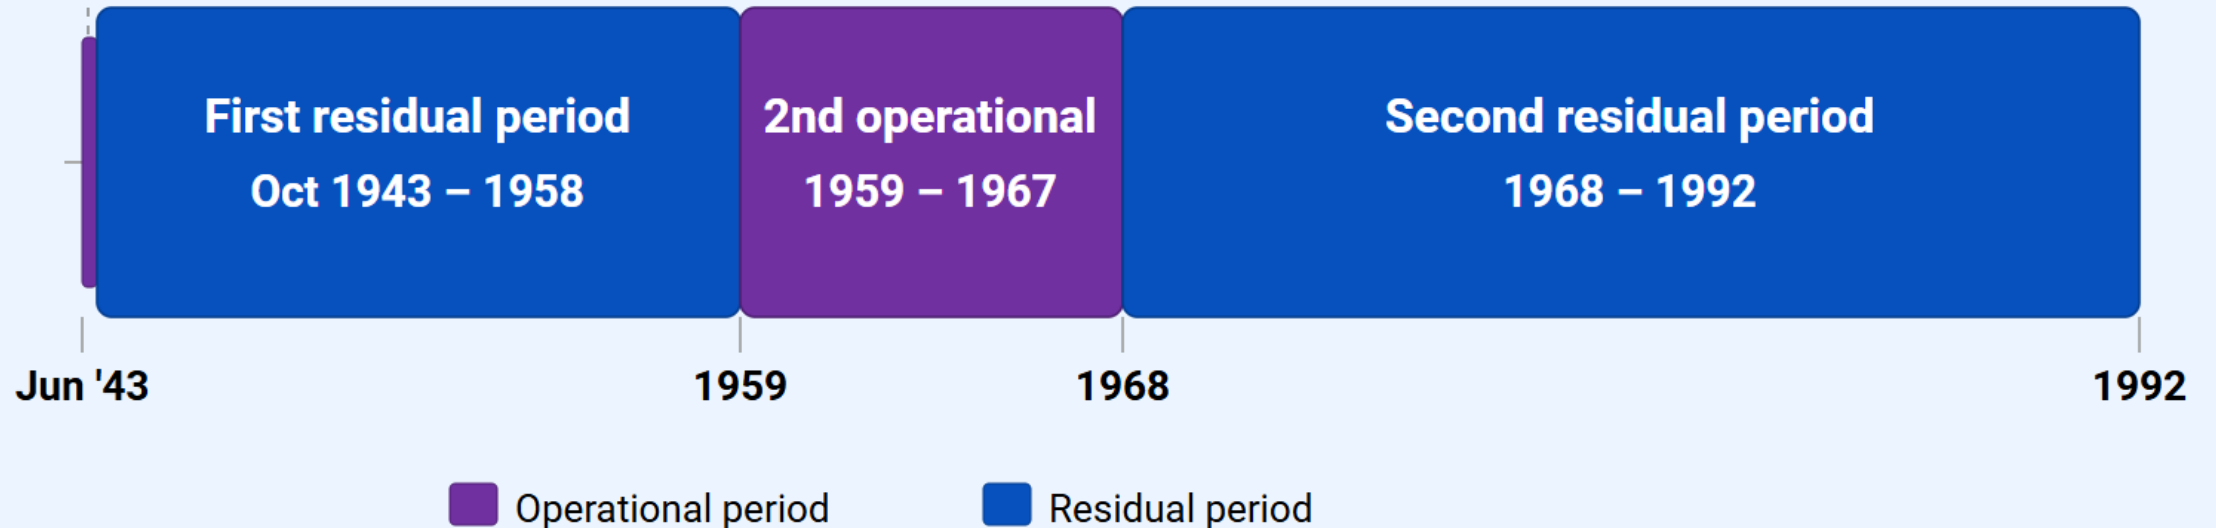 First residual period
Oct 1943 – 1958
2nd operational
1959 – 1967
Second residual period
1968 – 1992
Jun '43
1959
1968
1992
Operational period
Residual period